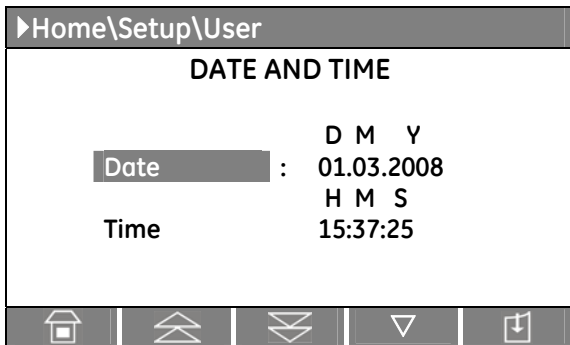 Home\Setup\User
DATE AND TIME
D M Y
Date : 01.03.2008
H M S
Time 15:37:25